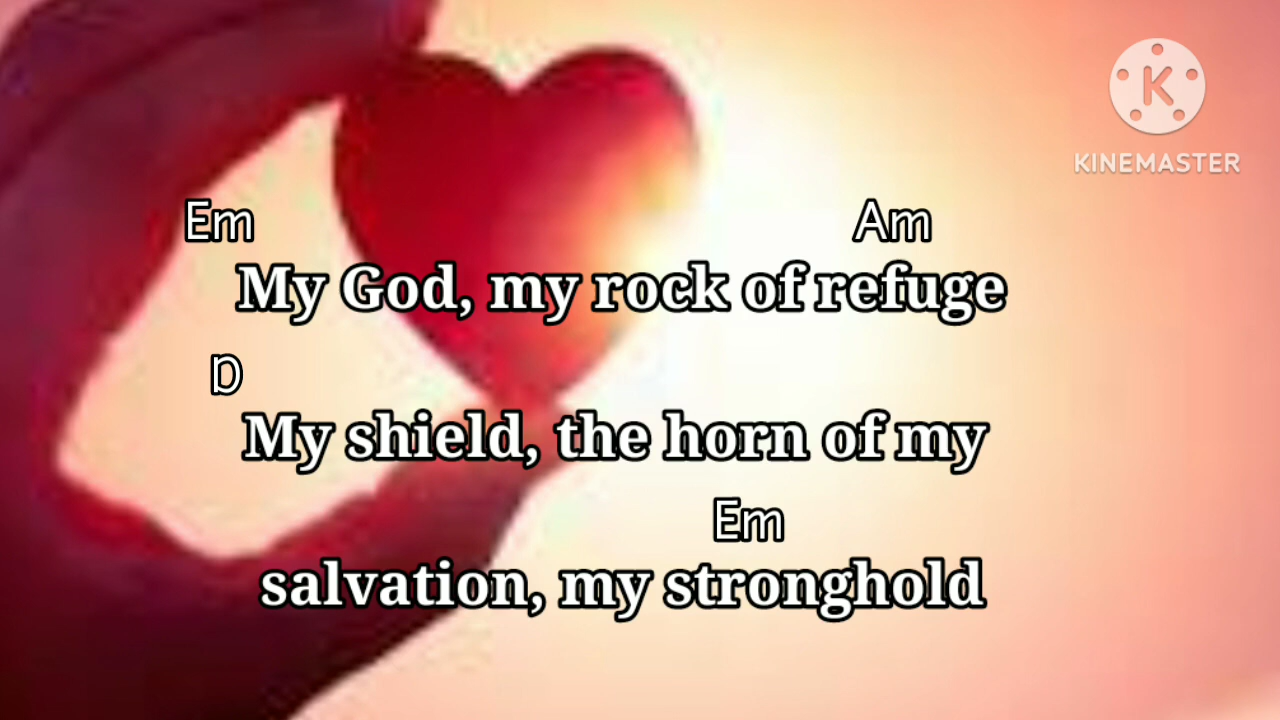 K
KINEMASTER
Em Am
My God, my rock of refuge
D
My shield, the horn of my
Em
salvation, my stronghold